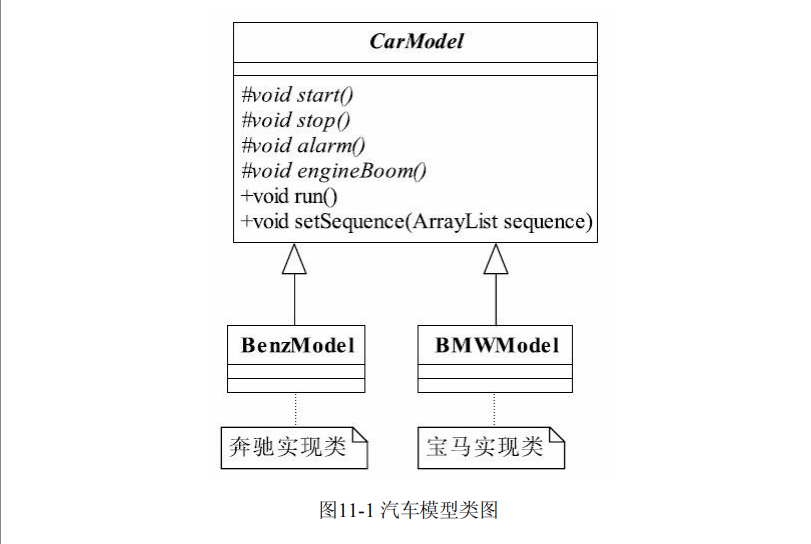 CarModel
#void start()
#void stop()
#void alarm()
#void engineBoom()
+void run()
+void setSequence(ArrayList sequence)
BenzModel
BMWModel
奔驰实现类
宝马实现类
图11-1 汽车模型类图